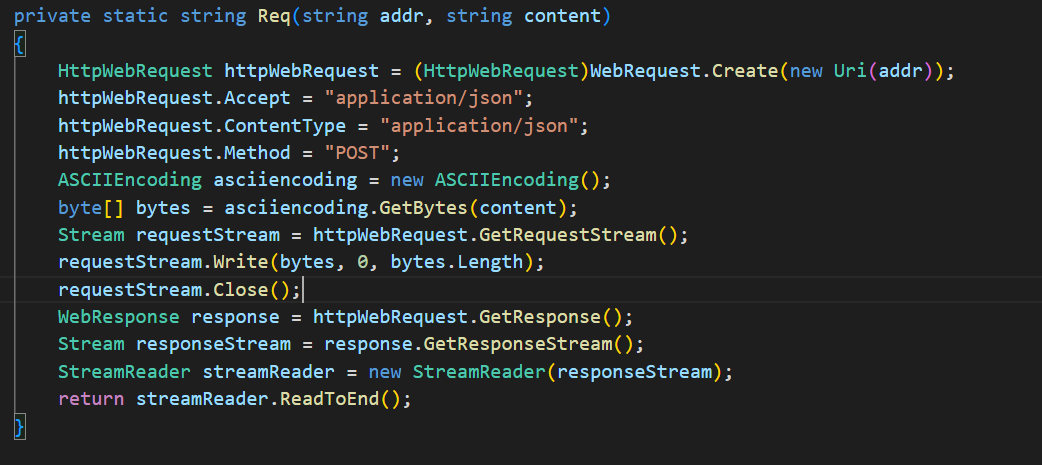 private static string Req(string addr, string content)
{
    HttpWebRequest httpWebRequest = (HttpWebRequest)WebRequest.Create(new Uri(addr));
    httpWebRequest.Accept = "application/json";
    httpWebRequest.ContentType = "application/json";
    httpWebRequest.Method = "POST";
    ASCIIEncoding asciiencoding = new ASCIIEncoding();
    byte[] bytes = asciiencoding.GetBytes(content);
    Stream requestStream = httpWebRequest.GetRequestStream();
    requestStream.Write(bytes, 0, bytes.Length);
    requestStream.Close();
    WebResponse response = httpWebRequest.GetResponse();
    Stream responseStream = response.GetResponseStream();
    StreamReader streamReader = new StreamReader(responseStream);
    return streamReader.ReadToEnd();
}